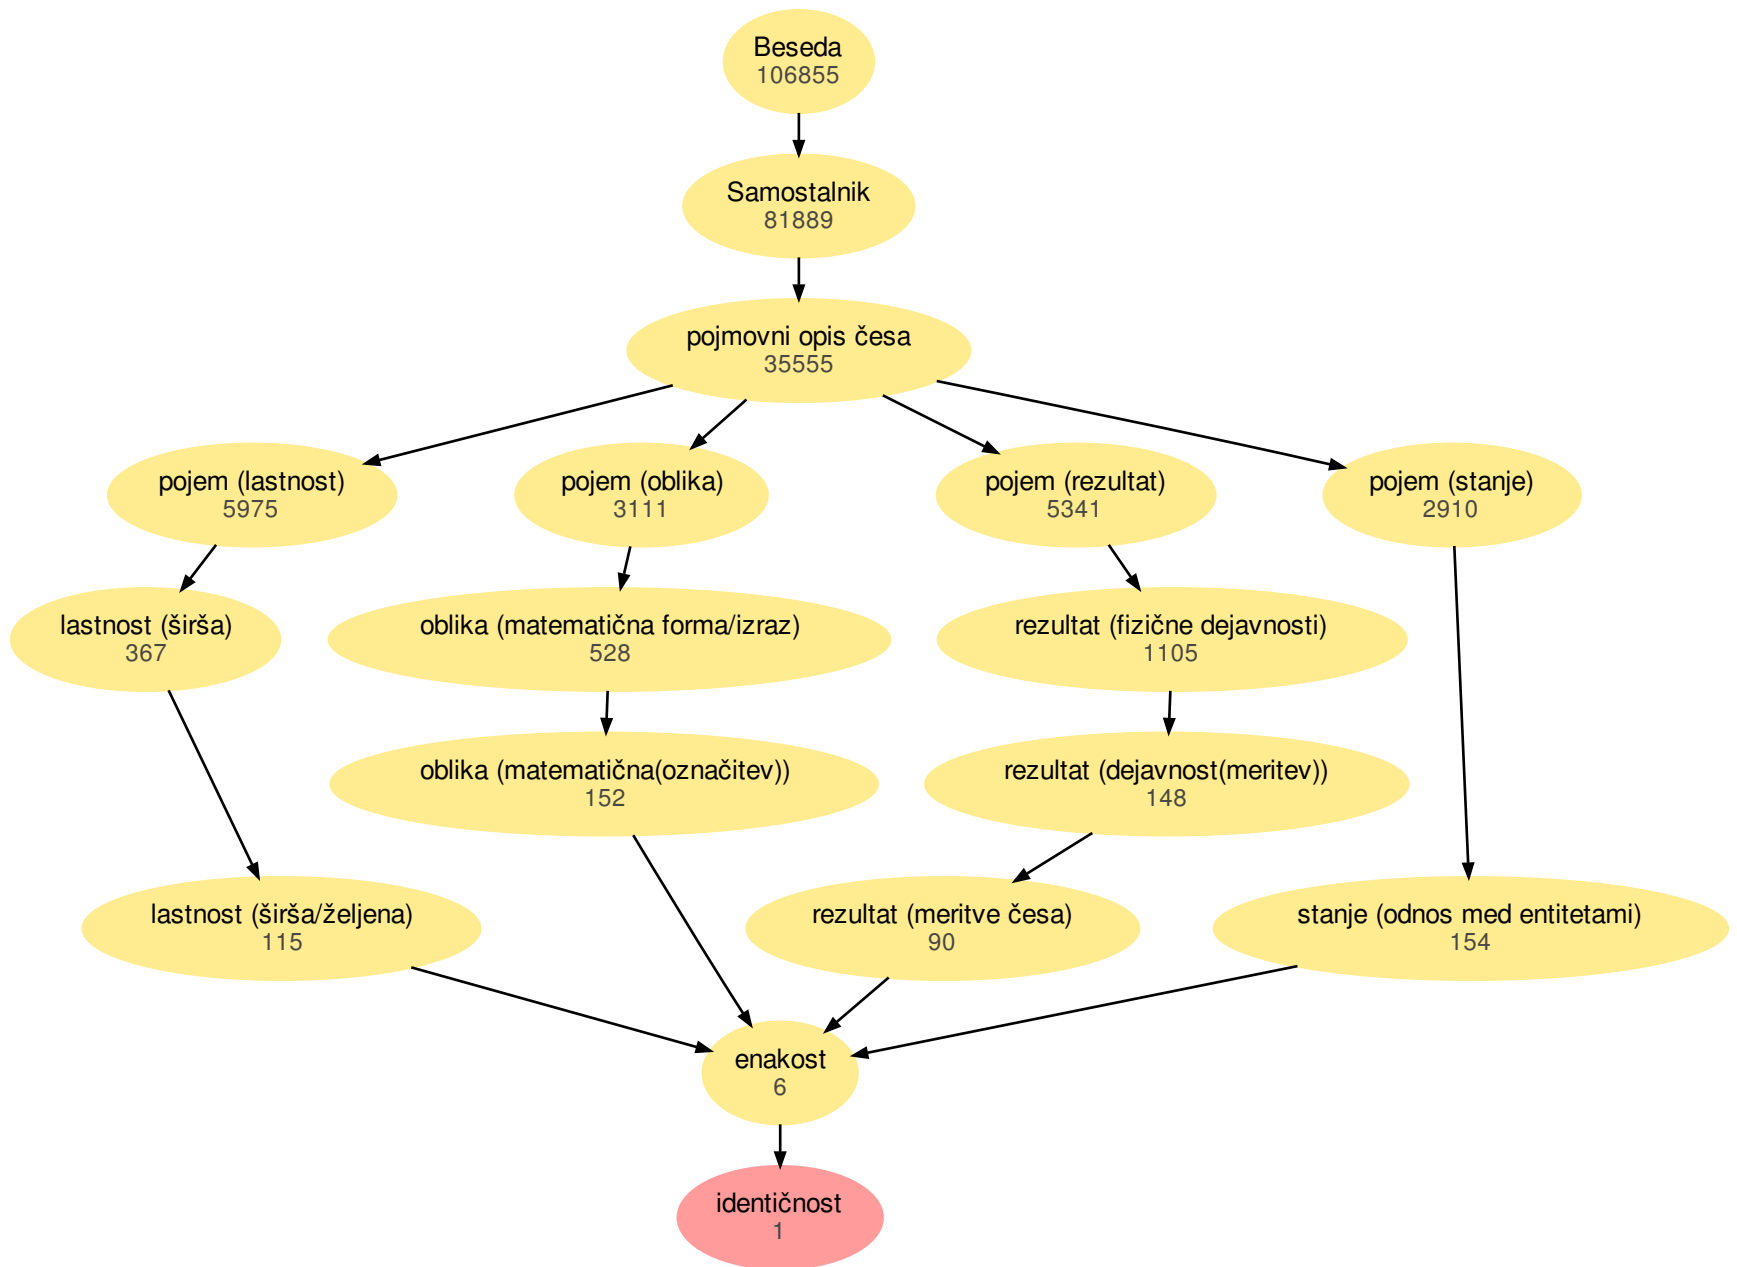 Beseda
106855
Samostalnik
81889
pojmovni opis česa
35555
pojem (lastnost)
5975
pojem (oblika)
3111
pojem (rezultat)
5341
pojem (stanje)
2910
lastnost (širša)
367
oblika (matematična forma/izraz)
528
rezultat (fizične dejavnosti)
1105
oblika (matematična(označitev))
152
rezultat (dejavnost(meritev))
148
lastnost (širša/željena)
115
rezultat (meritve česa)
90
stanje (odnos med entitetami)
154
enakost
6
identičnost
1